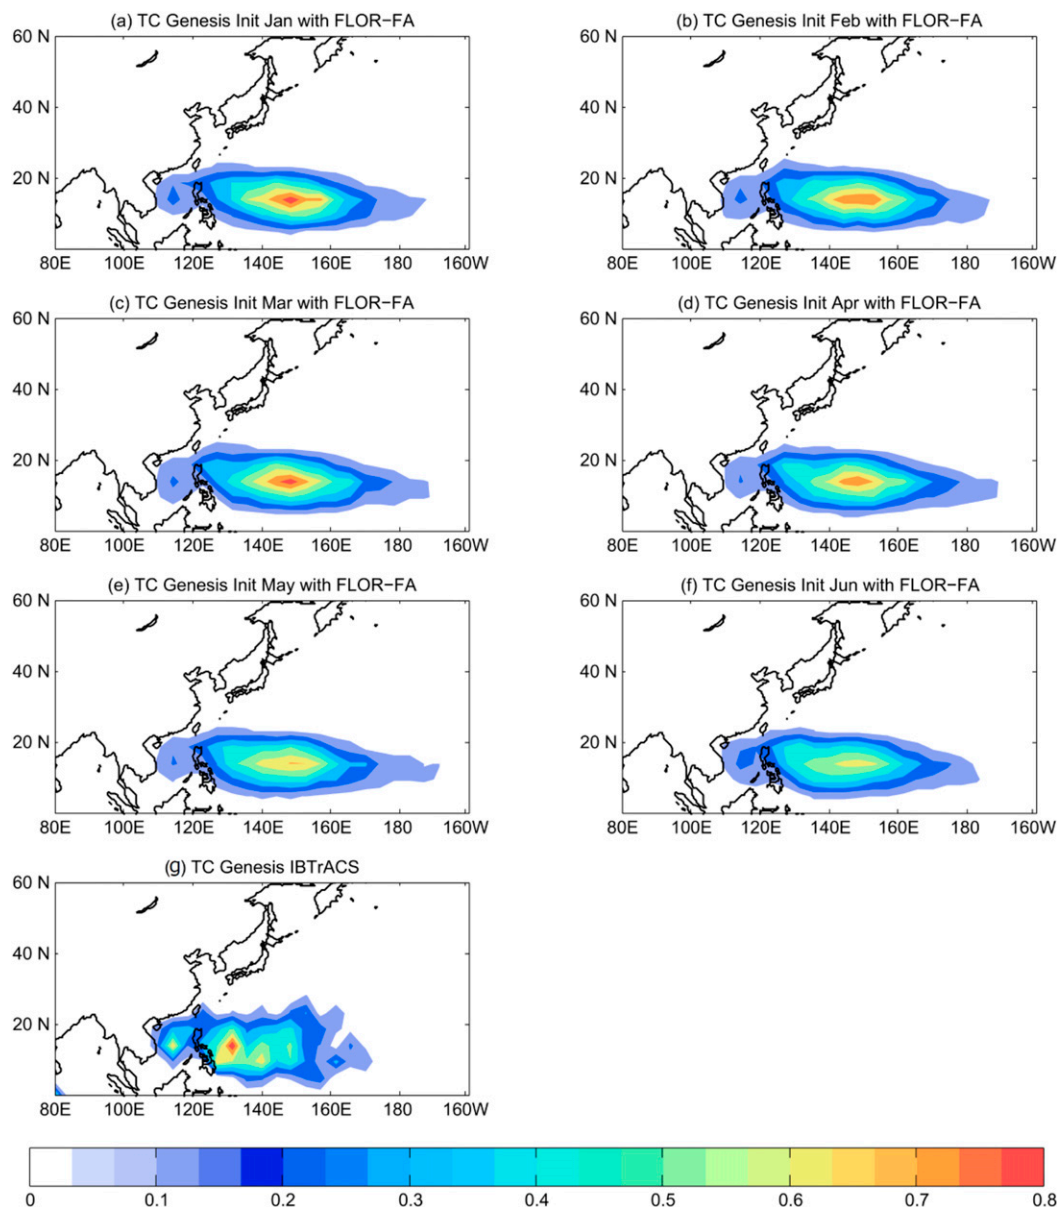 (a) TC Genesis Init Jan with FLOR−FA
60 N
40 N
20 N
80E 100E 120E 140E 160E 180 160W
(b) TC Genesis Init Feb with FLOR−FA
60 N
40 N
20 N
80E 100E 120E 140E 160E 180 160W
(c) TC Genesis Init Mar with FLOR−FA
60 N
40 N
20 N
80E 100E 120E 140E 160E 180 160W
(d) TC Genesis Init Apr with FLOR−FA
60 N
40 N
20 N
80E 100E 120E 140E 160E 180 160W
(e) TC Genesis Init May with FLOR−FA
60 N
40 N
20 N
80E 100E 120E 140E 160E 180 160W
(f) TC Genesis Init Jun with FLOR−FA
60 N
40 N
20 N
80E 100E 120E 140E 160E 180 160W
(g) TC Genesis IBTrACS
60 N
40 N
20 N
80E 100E 120E 140E 160E 180 160W
0 0.1 0.2 0.3 0.4 0.5 0.6 0.7 0.8